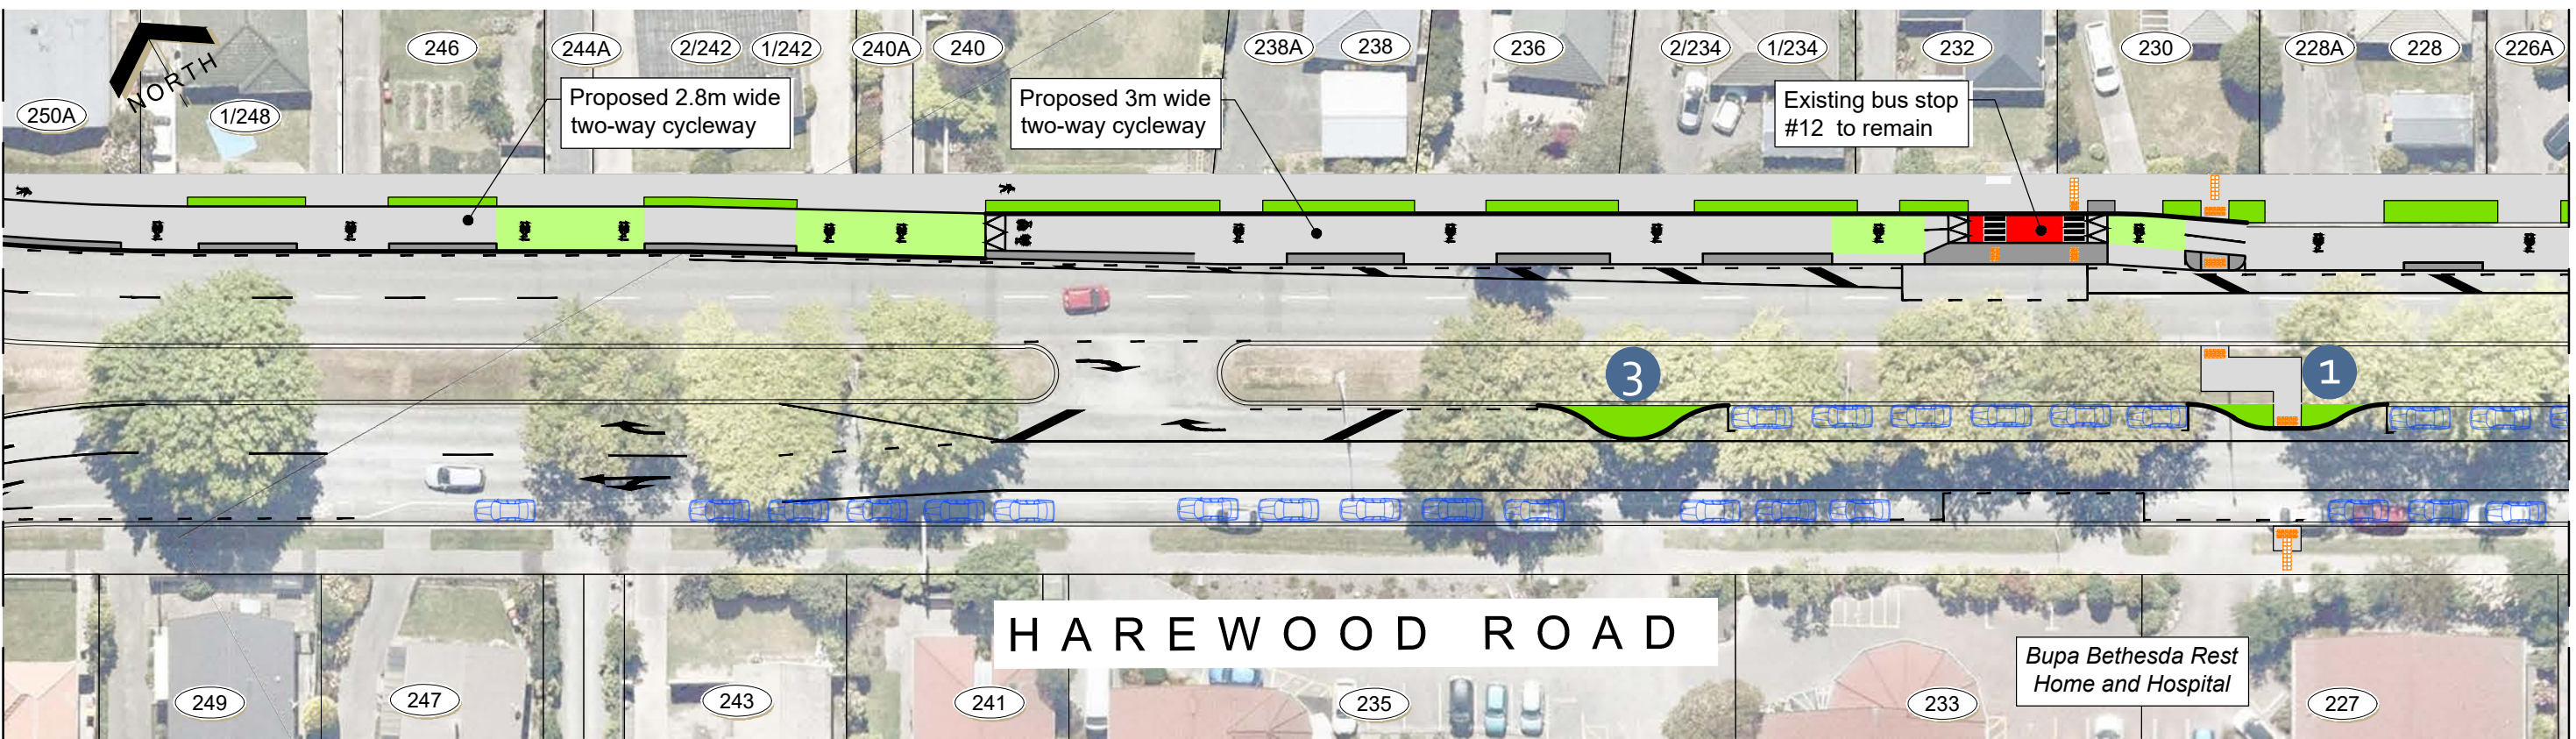 246
244A
2/242
1/242
240A
240
238A
238
236
2/234
1/234
232
230
228A
228
226A
NORTH
250A
1/248
Proposed 2.8m wide
two-way cycleway
Proposed 3m wide
two-way cycleway
Existing bus stop
#12 to remain
3
1
HAREWOOD ROAD
Bupa Bethesda Rest
Home and Hospital
249
247
243
241
235
233
227